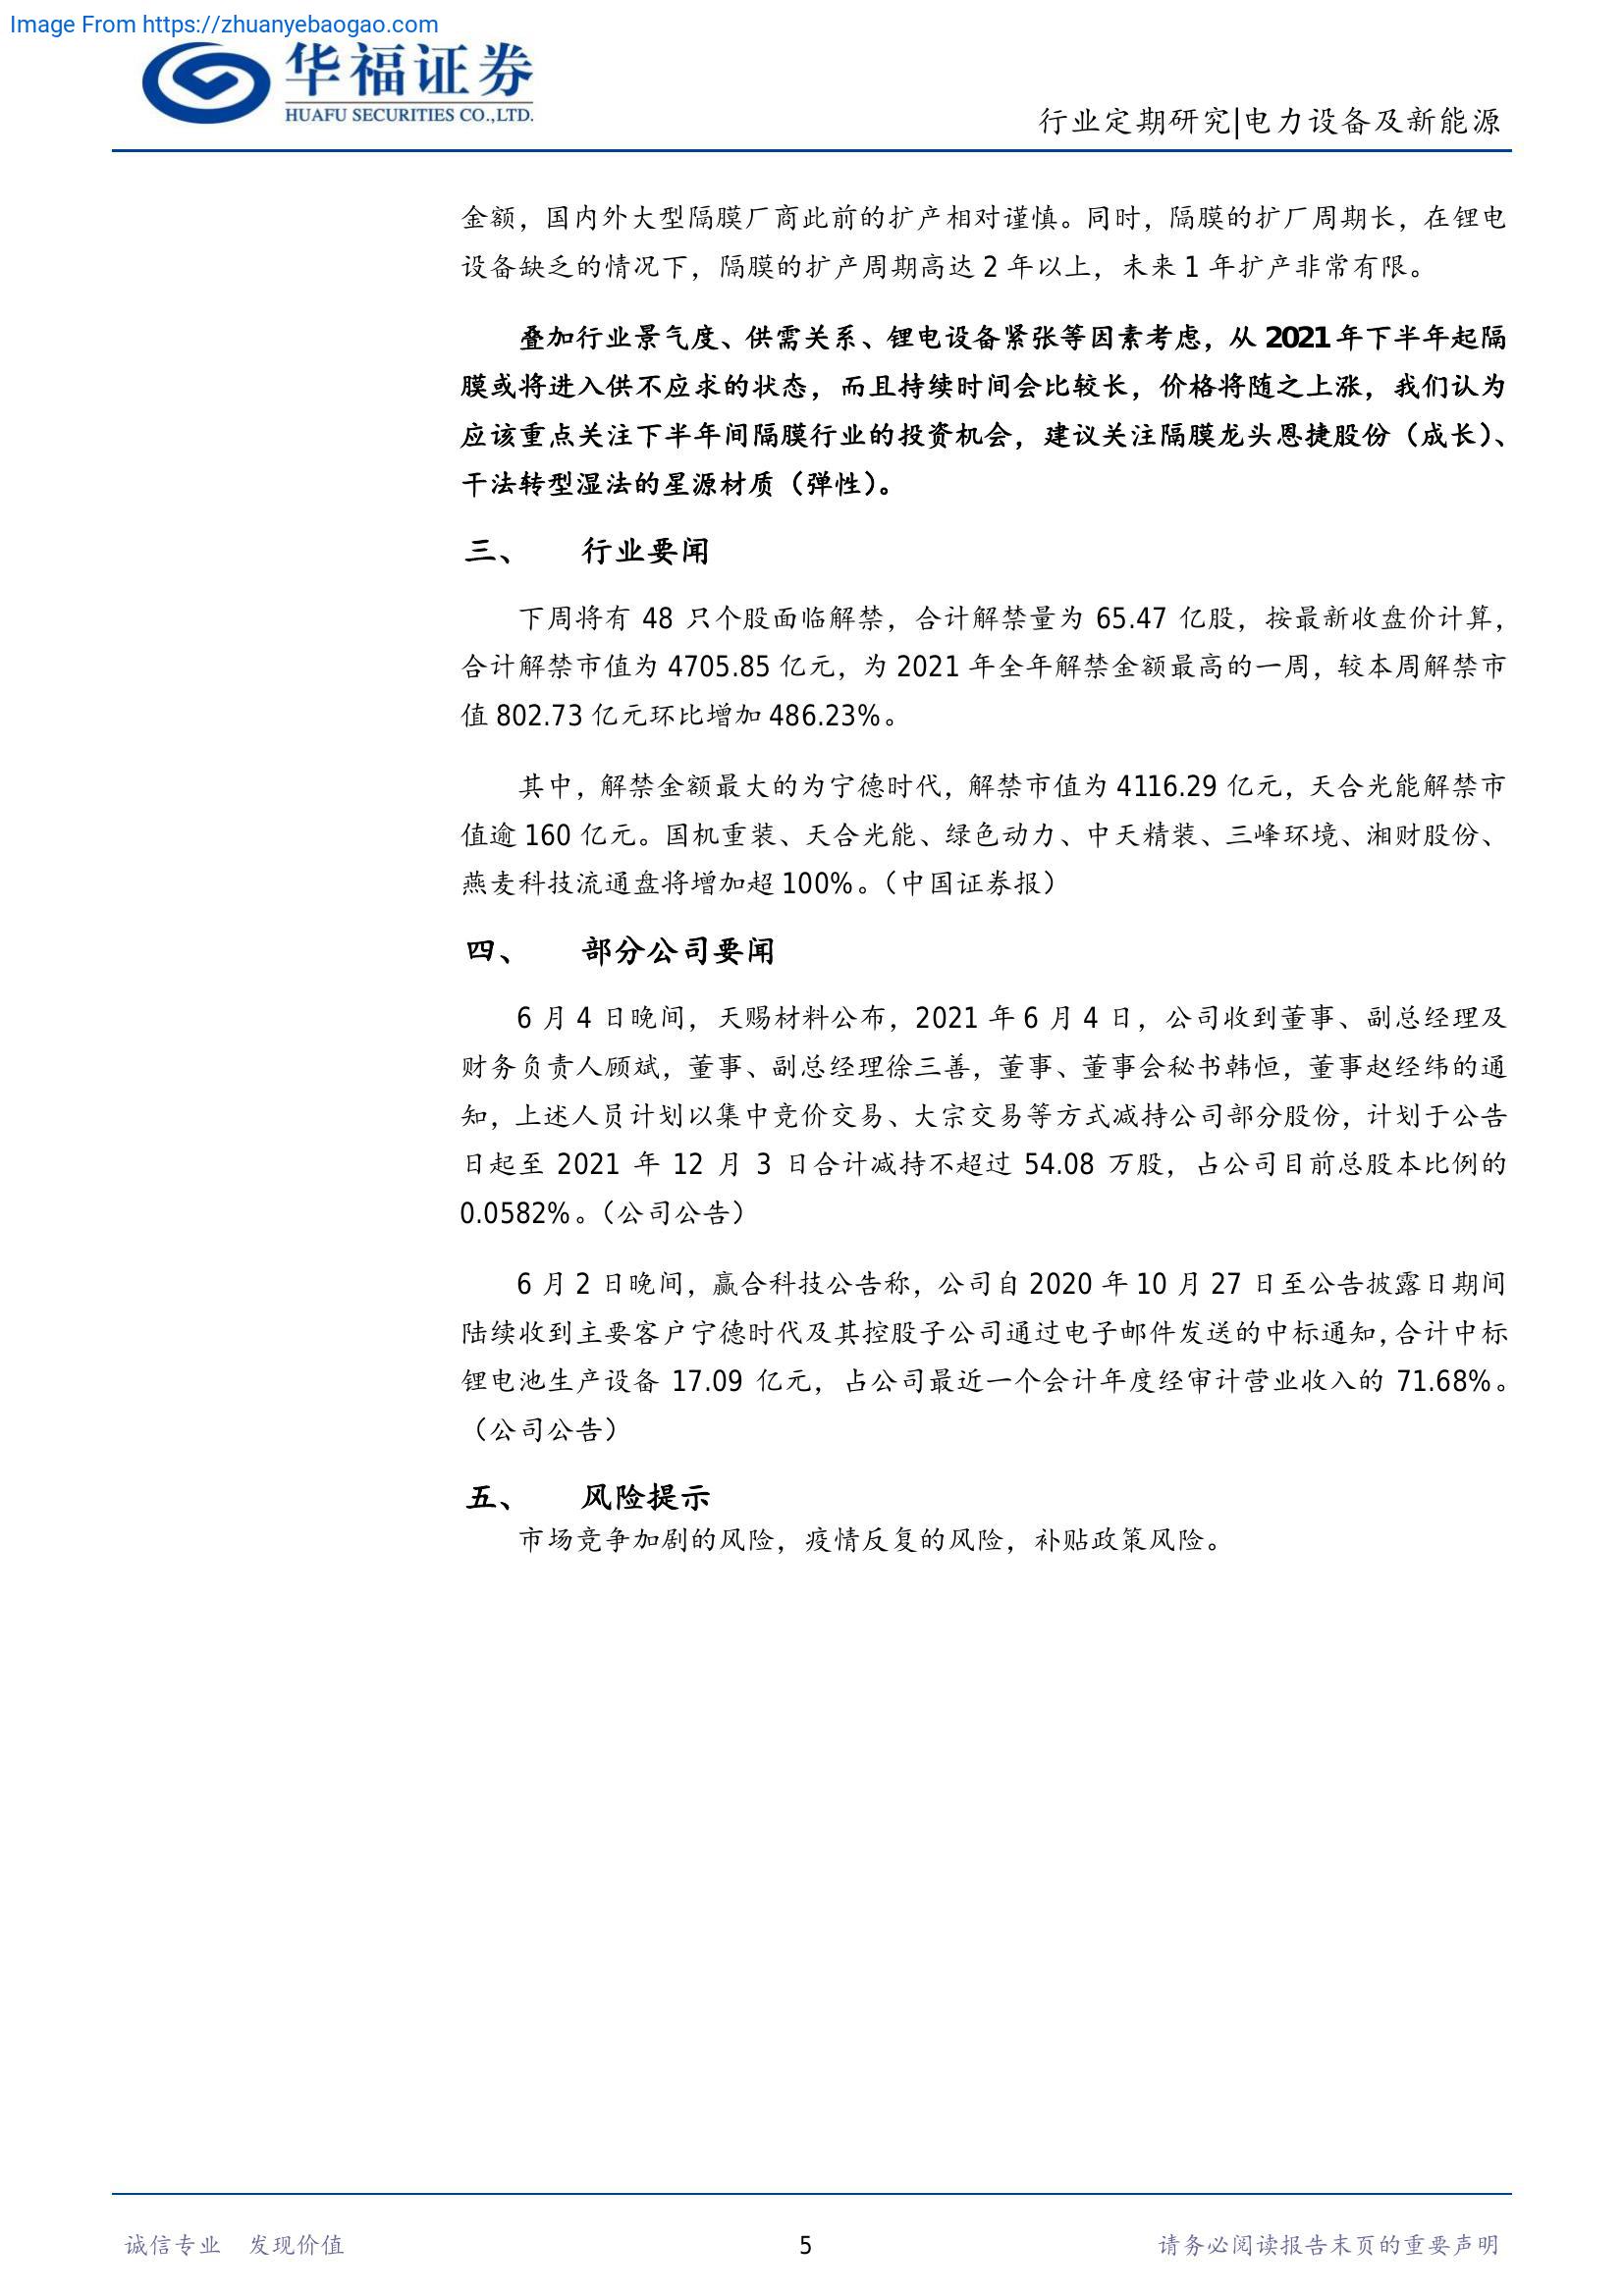 Image From https://zhuanyebaogao.com
华福证券
HUAFU SECURITIES CO.,LTD.
行业定期研究|电力设备及新能源
金额，国内外大型隔膜厂商此前的扩产相对谨慎。同时，隔膜的扩厂周期长，在锂电
设备缺乏的情况下，隔膜的扩产周期高达 2 年以上，未来 1 年扩产非常有限。
叠加行业景气度、供需关系、锂电设备紧张等因素考虑，从 2021 年下半年起隔
膜或将进入供不应求的状态，而且持续时间会比较长，价格将随之上涨，我们认为
应该重点关注下半年间隔膜行业的投资机会，建议关注隔膜龙头恩捷股份（成长）、
干法转型湿法的星源材质（弹性）。
三、 行业要闻
下周将有 48 只个股面临解禁，合计解禁量为 65.47 亿股，按最新收盘价计算，
合计解禁市值为 4705.85 亿元，为 2021 年全年解禁金额最高的一周，较本周解禁市
值 802.73 亿元环比增加 486.23%。
其中，解禁金额最大的为宁德时代，解禁市值为 4116.29 亿元，天合光能解禁市
值逾 160 亿元。国机重装、天合光能、绿色动力、中天精装、三峰环境、湘财股份、
燕麦科技流通盘将增加超 100%。（中国证券报）
四、 部分公司要闻
6 月 4 日晚间，天赐材料公布，2021 年 6 月 4 日，公司收到董事、副总经理及
财务负责人顾斌，董事、副总经理徐三善，董事、董事会秘书韩恒，董事赵经纬的通
知，上述人员计划以集中竞价交易、大宗交易等方式减持公司部分股份，计划于公告
日起至 2021 年 12 月 3 日合计减持不超过 54.08 万股，占公司目前总股本比例的
0.0582%。（公司公告）
6 月 2 日晚间，赢合科技公告称，公司自 2020 年 10 月 27 日至公告披露日期间
陆续收到主要客户宁德时代及其控股子公司通过电子邮件发送的中标通知，合计中标
锂电池生产设备 17.09 亿元，占公司最近一个会计年度经审计营业收入的 71.68%。
（公司公告）
五、 风险提示
市场竞争加剧的风险，疫情反复的风险，补贴政策风险。
诚信专业 发现价值
5
请务必阅读报告末页的重要声明